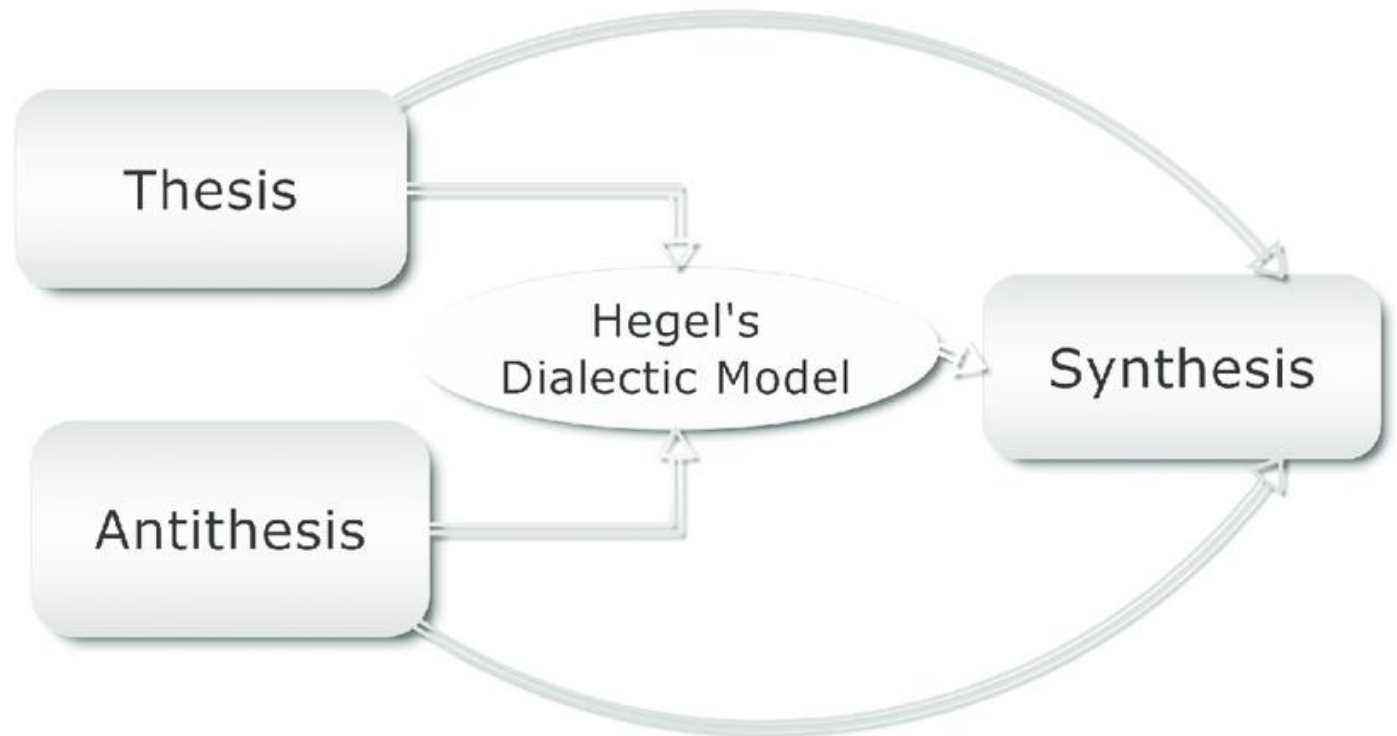 Thesis
Hegel's
Dialectic Model
Synthesis
Antithesis